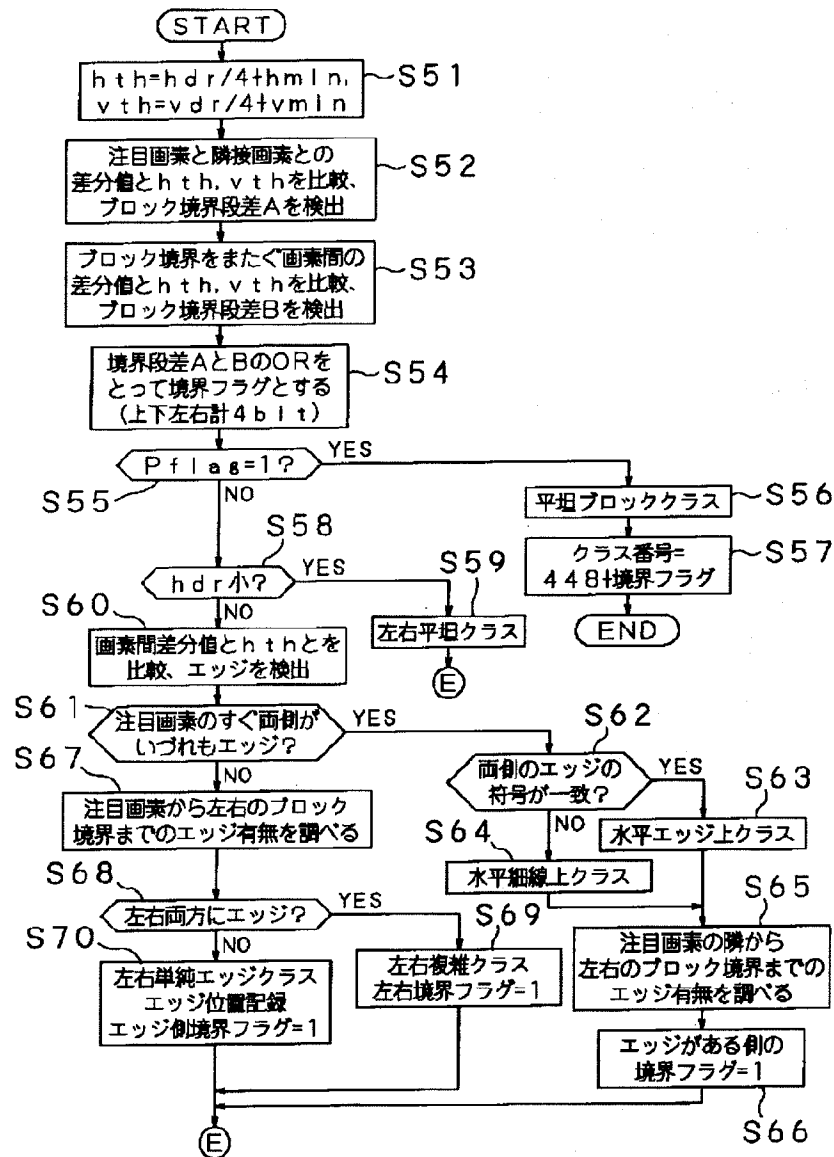 START
hth=hdr/4+hmin,
vth=vdr/4+vmin
S51
注目画素と隣接画素との
差分値とhth,vthを比較、
ブロック境界段差Aを検出
S52
ブロック境界をまたぐ画素間の
差分値とhth,vthを比較、
ブロック境界段差Bを検出
S53
境界段差AとBのORを
とって境界フラグとする
(上下左右計4bit)
S54
Pflag=1?
YES
S55
NO
平坦ブロッククラス
S56
クラス番号=
448+境界フラグ
S57
END
S58
hdr小?
YES
NO
S59
左右平坦クラス
E
S60
画素間差分値とhthとを
比較、エッジを検出
S61
注目画素のすぐ両側が
いづれもエッジ?
YES
NO
S62
両側のエッジの
符号が一致?
YES
NO
S63
水平エッジ上クラス
S64
水平細線上クラス
S67
注目画素から左右のブロック
境界までのエッジ有無を調べる
S65
注目画素の隣から
左右のブロック境界までの
エッジ有無を調べる
S68
左右両方にエッジ?
YES
NO
S69
左右複雑クラス
左右境界フラグ=1
S70
左右単純エッジクラス
エッジ位置記録
エッジ側境界フラグ=1
エッジがある側の
境界フラグ=1
S66
E